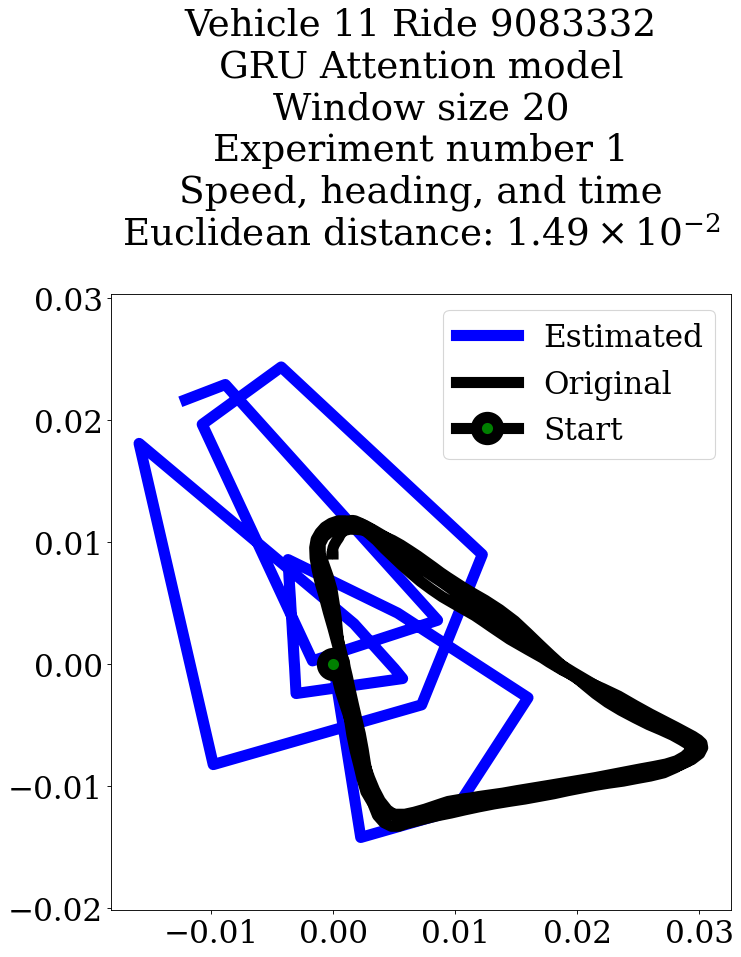 Vehicle 11 Ride 9083332
GRU Attention model
Window size 20
Experiment number 1
Speed, heading, and time
Euclidean distance: 1.49 × 10⁻²
0.03
0.02
0.01
0.00
−0.01
−0.02
Estimated
Original
Start
−0.01 0.00 0.01 0.02 0.03